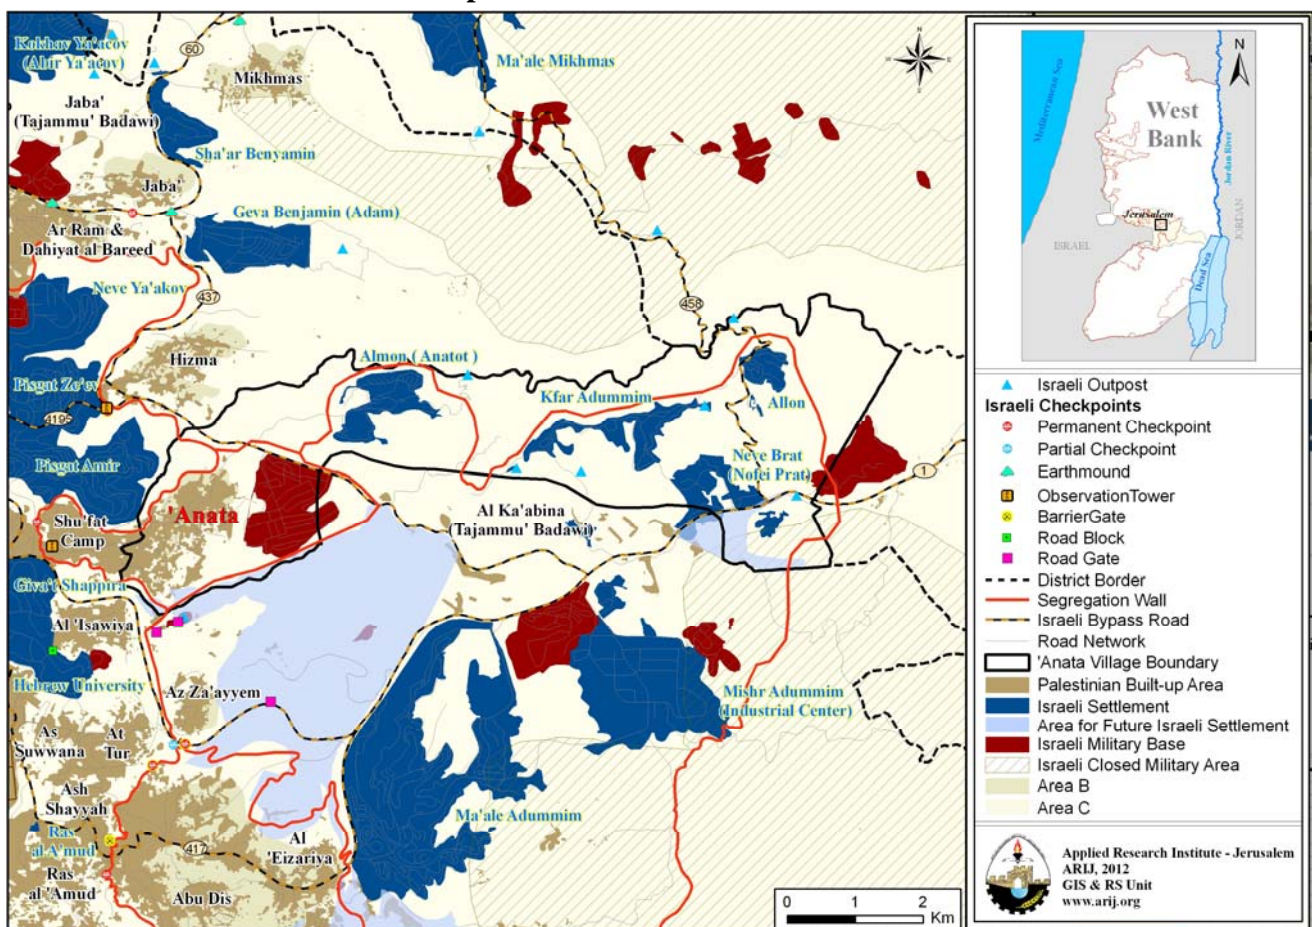 Kokhav Ya'acov
(Abir Ya'acov)
60
Mikhmas
Ma'ale Mikhmas
Jaba'
(Tajammu' Badawi)
Sha'ar Benyamin
Jaba'
Geva Benjamin (Adam)
Ar Ram &
Dahiyat al Bareed
Neve Ya'akov
437
458
Hizma
Almon ( Anatot )
Pisgat Ze'ev
Kfar Adummim
Allon
419
Pisgat Amir
Neve Brat
(Nofei Prat)
1
'Anata
Al Ka'abina
(Tajammu' Badawi)
Shu'fat
Camp
Giva't Shappira
Al 'Isawiya
Hebrew University
Az Za'ayyem
Mishr Adummim
(Industrial Center)
As
Suwwana
At
Tur
Ash
Shayyah
Ma'ale Adummim
Ras
al A'mud
417
Al
'Eizariya
Ras
al 'Amud
Abu Dis
0 1 2
Km
N
Mediterranean Sea
West
Bank
Jordan River
Jerusalem
ISRAEL
JORDAN
Dead Sea
Israeli Outpost
Israeli Checkpoints
Permanent Checkpoint
Partial Checkpoint
Earthmound
ObservationTower
BarrierGate
Road Block
Road Gate
District Border
Segregation Wall
Israeli Bypass Road
Road Network
'Anata Village Boundary
Palestinian Built-up Area
Israeli Settlement
Area for Future Israeli Settlement
Israeli Military Base
Israeli Closed Military Area
Area B
Area C
Applied Research Institute - Jerusalem
ARIJ, 2012
GIS & RS Unit
www.arij.org